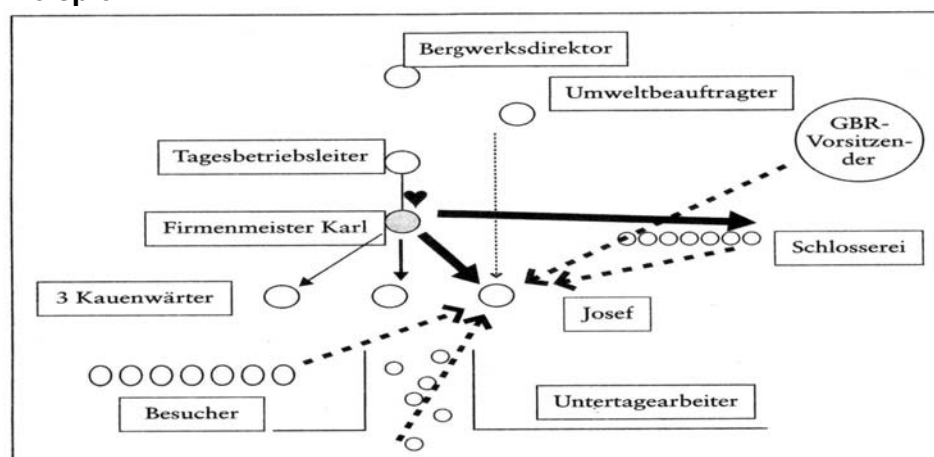 Bergwerksdirektor
Umweltbeauftragter
GBR-
Vorsitzen-
der
Tagesbetriebsleiter
Firmenmeister Karl
Schlosserei
3 Kauenwärter
Josef
Besucher
Untertagearbeiter